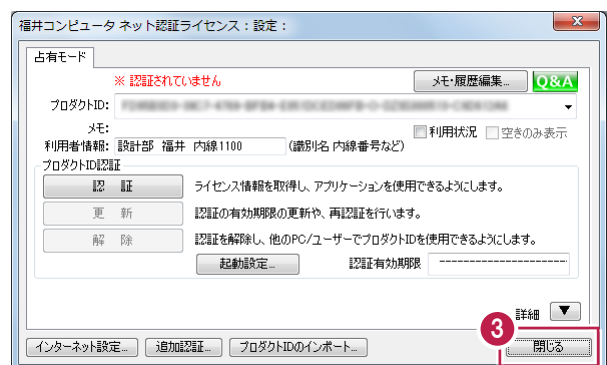 福井コンピュータ ネット認証ライセンス:設定:
占有モード
※ 認証されていません
メモ・履歴編集...
Q&A
プロダクトID:
メモ:
利用状況 空きのみ表示
利用者情報: 設計部 福井 内線1100 (識別名 内線番号など)
プロダクトID認証
認 証 ライセンス情報を取得し、アプリケーションを使用できるようにします。
更 新 認証の有効期限の更新や、再認証を行います。
解 除 認証を解除し、他のPC/ユーザーでプロダクトIDを使用できるようにします。
起動設定... 認証有効期限 --------------------
詳細 ▼
3
インターネット設定... 追加認証... プロダクトIDのインポート... 閉じる